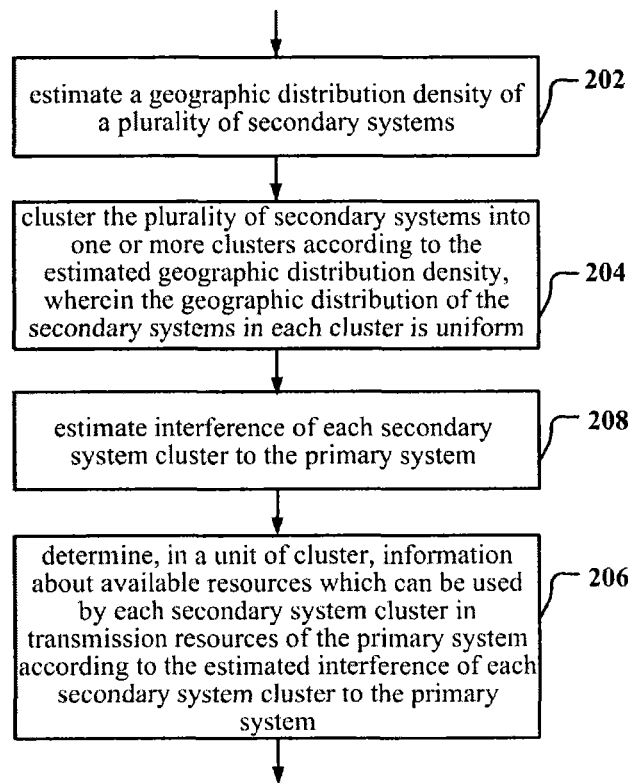 estimate a geographic distribution density of
a plurality of secondary systems
202
cluster the plurality of secondary systems into
one or more clusters according to the
estimated geographic distribution density,
wherein the geographic distribution of the
secondary systems in each cluster is uniform
204
estimate interference of each secondary
system cluster to the primary system
208
determine, in a unit of cluster, information
about available resources which can be used
by each secondary system cluster in
transmission resources of the primary system
according to the estimated interference of each
secondary system cluster to the primary
system
206